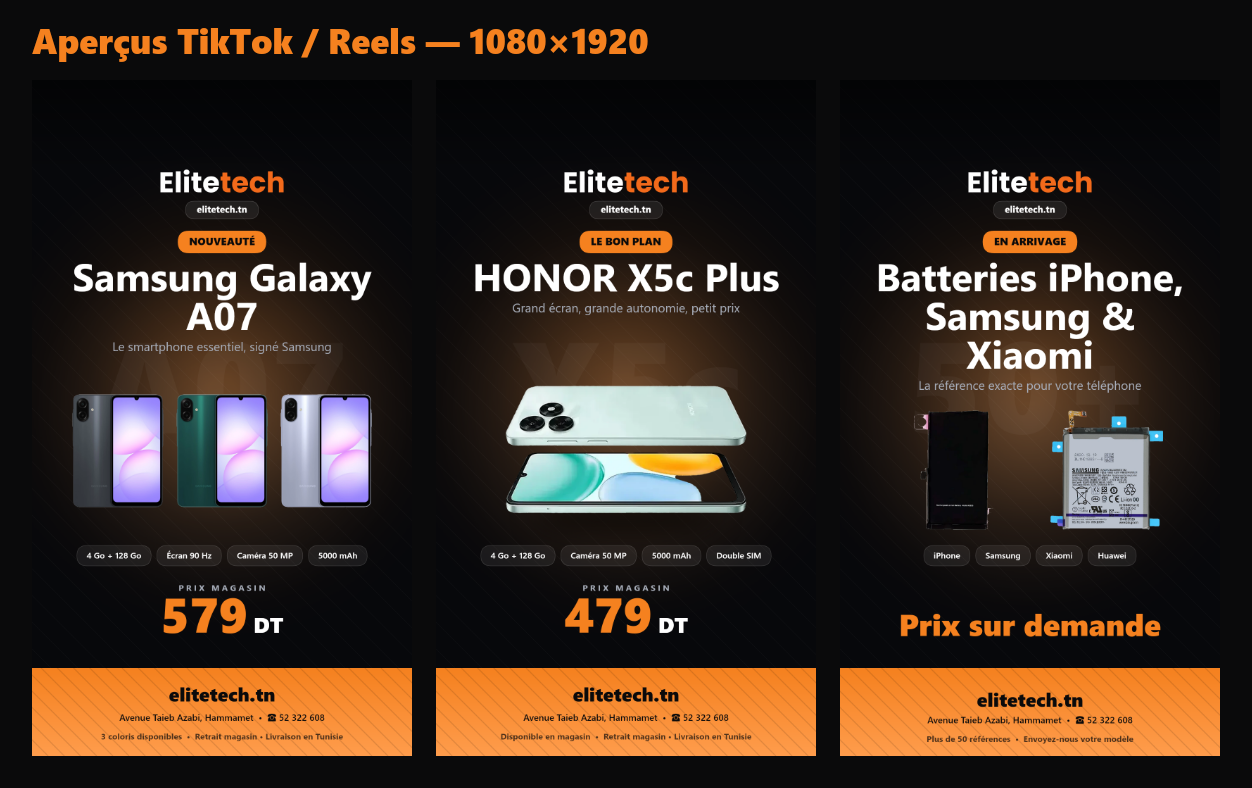 Aperçus TikTok / Reels — 1080×1920
Elitetech
elitetech.tn
NOUVEAUTÉ
Samsung Galaxy
A07
Le smartphone essentiel, signé Samsung
A07
4 Go + 128 Go
Écran 90 Hz
Caméra 50 MP
5000 mAh
PRIX MAGASIN
579 DT
elitetech.tn
Avenue Taieb Azabi, Hammamet • ☎ 52 322 608
3 coloris disponibles • Retrait magasin • Livraison en Tunisie
Elitetech
elitetech.tn
LE BON PLAN
HONOR X5c Plus
Grand écran, grande autonomie, petit prix
X5c
4 Go + 128 Go
Caméra 50 MP
5000 mAh
Double SIM
PRIX MAGASIN
479 DT
elitetech.tn
Avenue Taieb Azabi, Hammamet • ☎ 52 322 608
Disponible en magasin • Retrait magasin • Livraison en Tunisie
Elitetech
elitetech.tn
EN ARRIVAGE
Batteries iPhone,
Samsung &
Xiaomi
La référence exacte pour votre téléphone
50+
SAMSUNG
iPhone
Samsung
Xiaomi
Huawei
Prix sur demande
elitetech.tn
Avenue Taieb Azabi, Hammamet • ☎ 52 322 608
Plus de 50 références • Envoyez-nous votre modèle